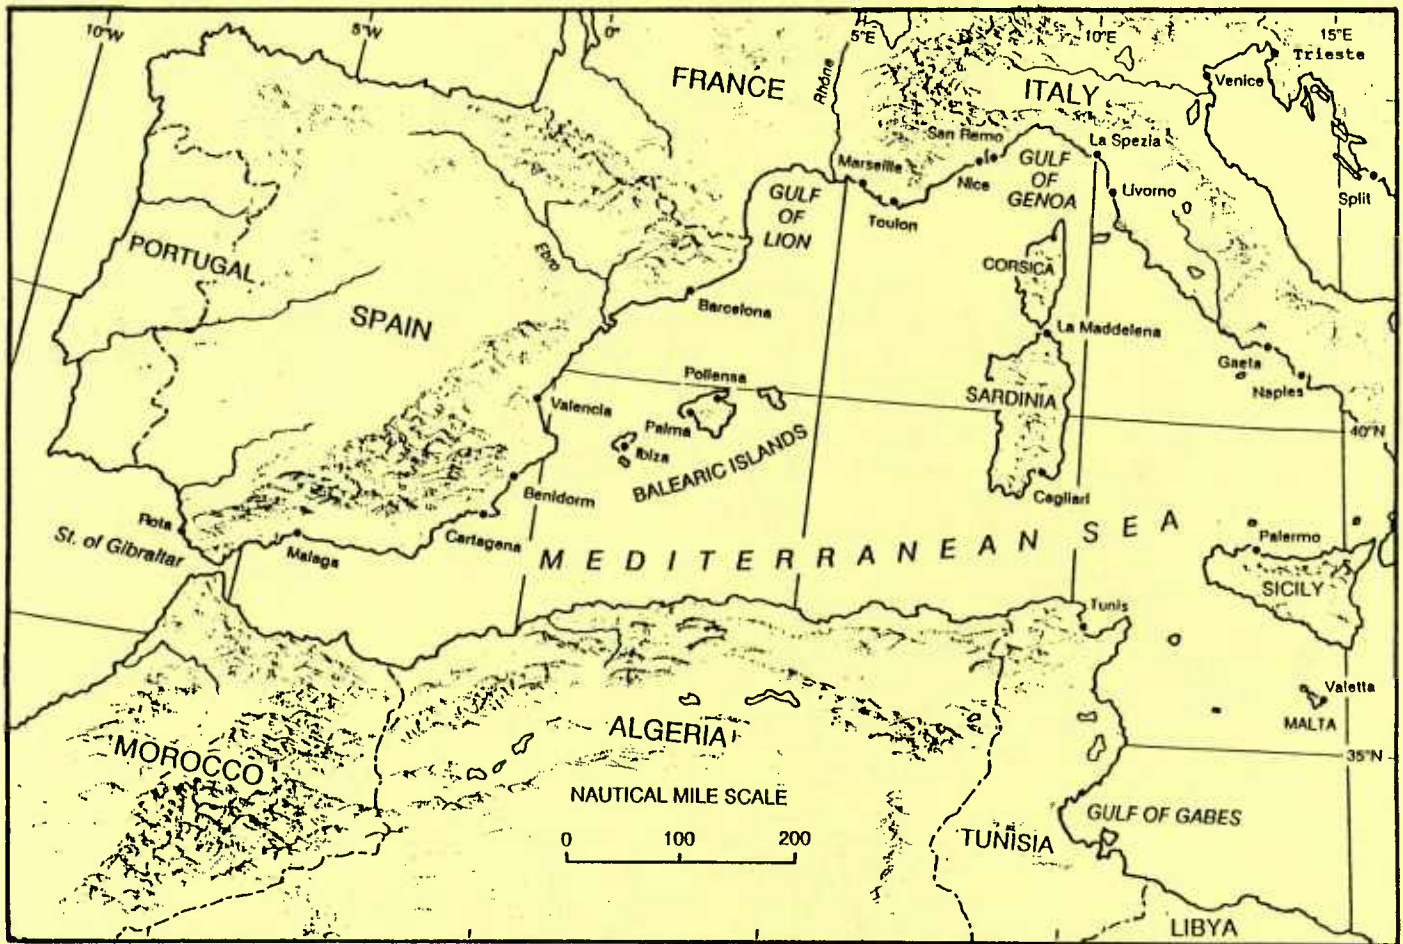 10°W
5°W
0°
5°E
10°E
15°E
Trieste
FRANCE
Rhône
ITALY
Venice
San Remo
La Spezia
Marseille
GULF
OF
GENOA
Nice
Livorno
GULF
OF
LION
Toulon
Split
PORTUGAL
Ebro
CORSICA
Barcelona
SPAIN
La Maddelena
Gaeta
Pollensa
Naples
Valencia
SARDINIA
Palma
40°N
Ibiza
BALEARIC ISLANDS
Benidorm
Cagliari
Rota
St. of Gibraltar
Malaga
Cartagena
MEDITERRANEAN SEA
Palermo
SICILY
Tunis
Valetta
MALTA
ALGERIA
MOROCCO
35°N
NAUTICAL MILE SCALE
GULF OF GABES
0 100 200
TUNISIA
LIBYA